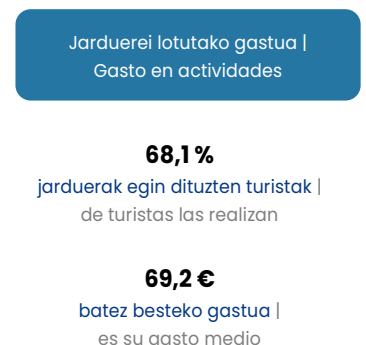 Jarduerei lotutako gastua |
Gasto en actividades
68,1 %
jarduerak egin dituzten turistak |
de turistas las realizan
69,2 €
batez besteko gastua |
es su gasto medio